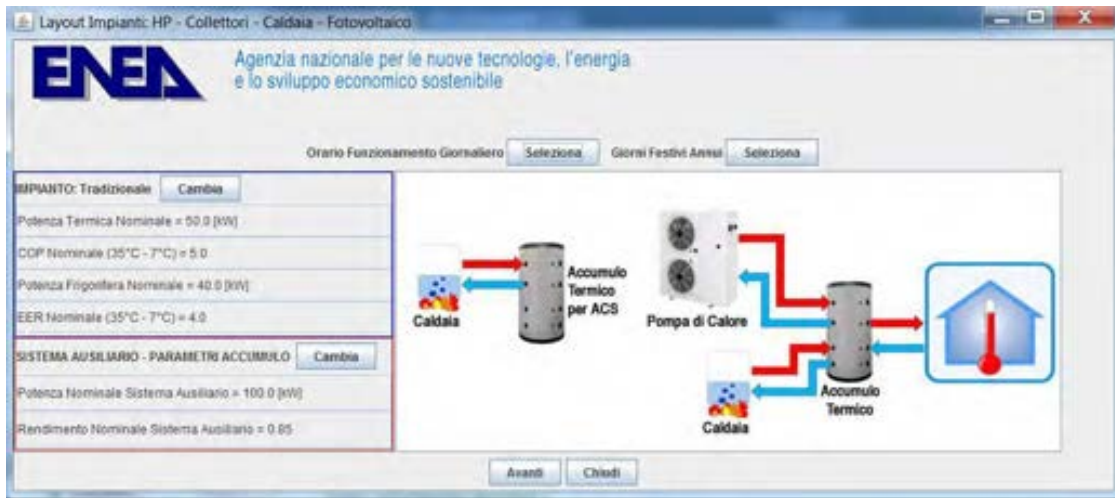 Layout Impianti: HP - Collettori - Caldaia - Fotovoltaico
ENEA
Agenzia nazionale per le nuove tecnologie, l'energia
e lo sviluppo economico sostenibile
Orario Funzionamento Giornaliero Seleziona Giorni Festivi Annui Seleziona
IMPIANTO: Tradizionale Cambia
Potenza Termica Nominale = 50.0 [kW]
COP Nominale (35°C - 7°C) = 5.0
Potenza Frigorifera Nominale = 40.0 [kW]
EER Nominale (35°C - 7°C) = 4.0
SISTEMA AUSILIARIO - PARAMETRI ACCUMULO Cambia
Potenza Nominale Sistema Ausiliario = 100.0 [kW]
Rendimento Nominale Sistema Ausiliario = 0.85
Caldaia
Accumulo
Termico
per ACS
Pompa di Calore
Caldaia
Accumulo
Termico
Avanti Chiudi